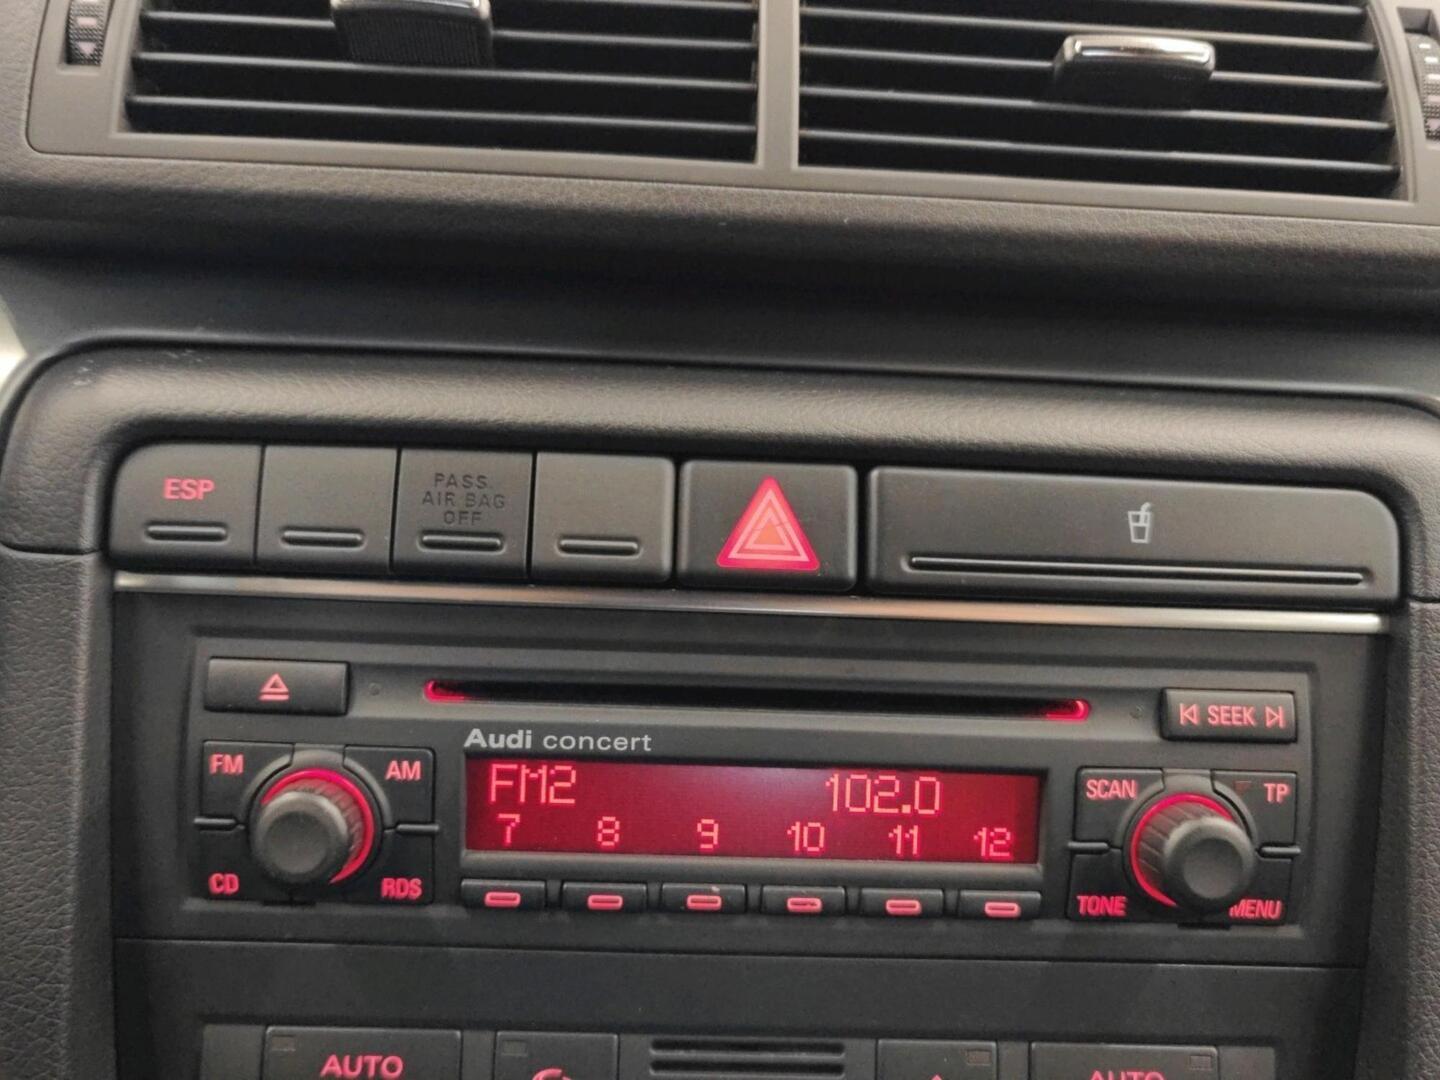 ESP
PASS.
AIR BAG
OFF
SEEK
Audi concert
FM
AM
FM2 102.0
7 8 9 10 11 12
SCAN
TP
CD
RDS
TONE
MENU
AUTO
AUTO